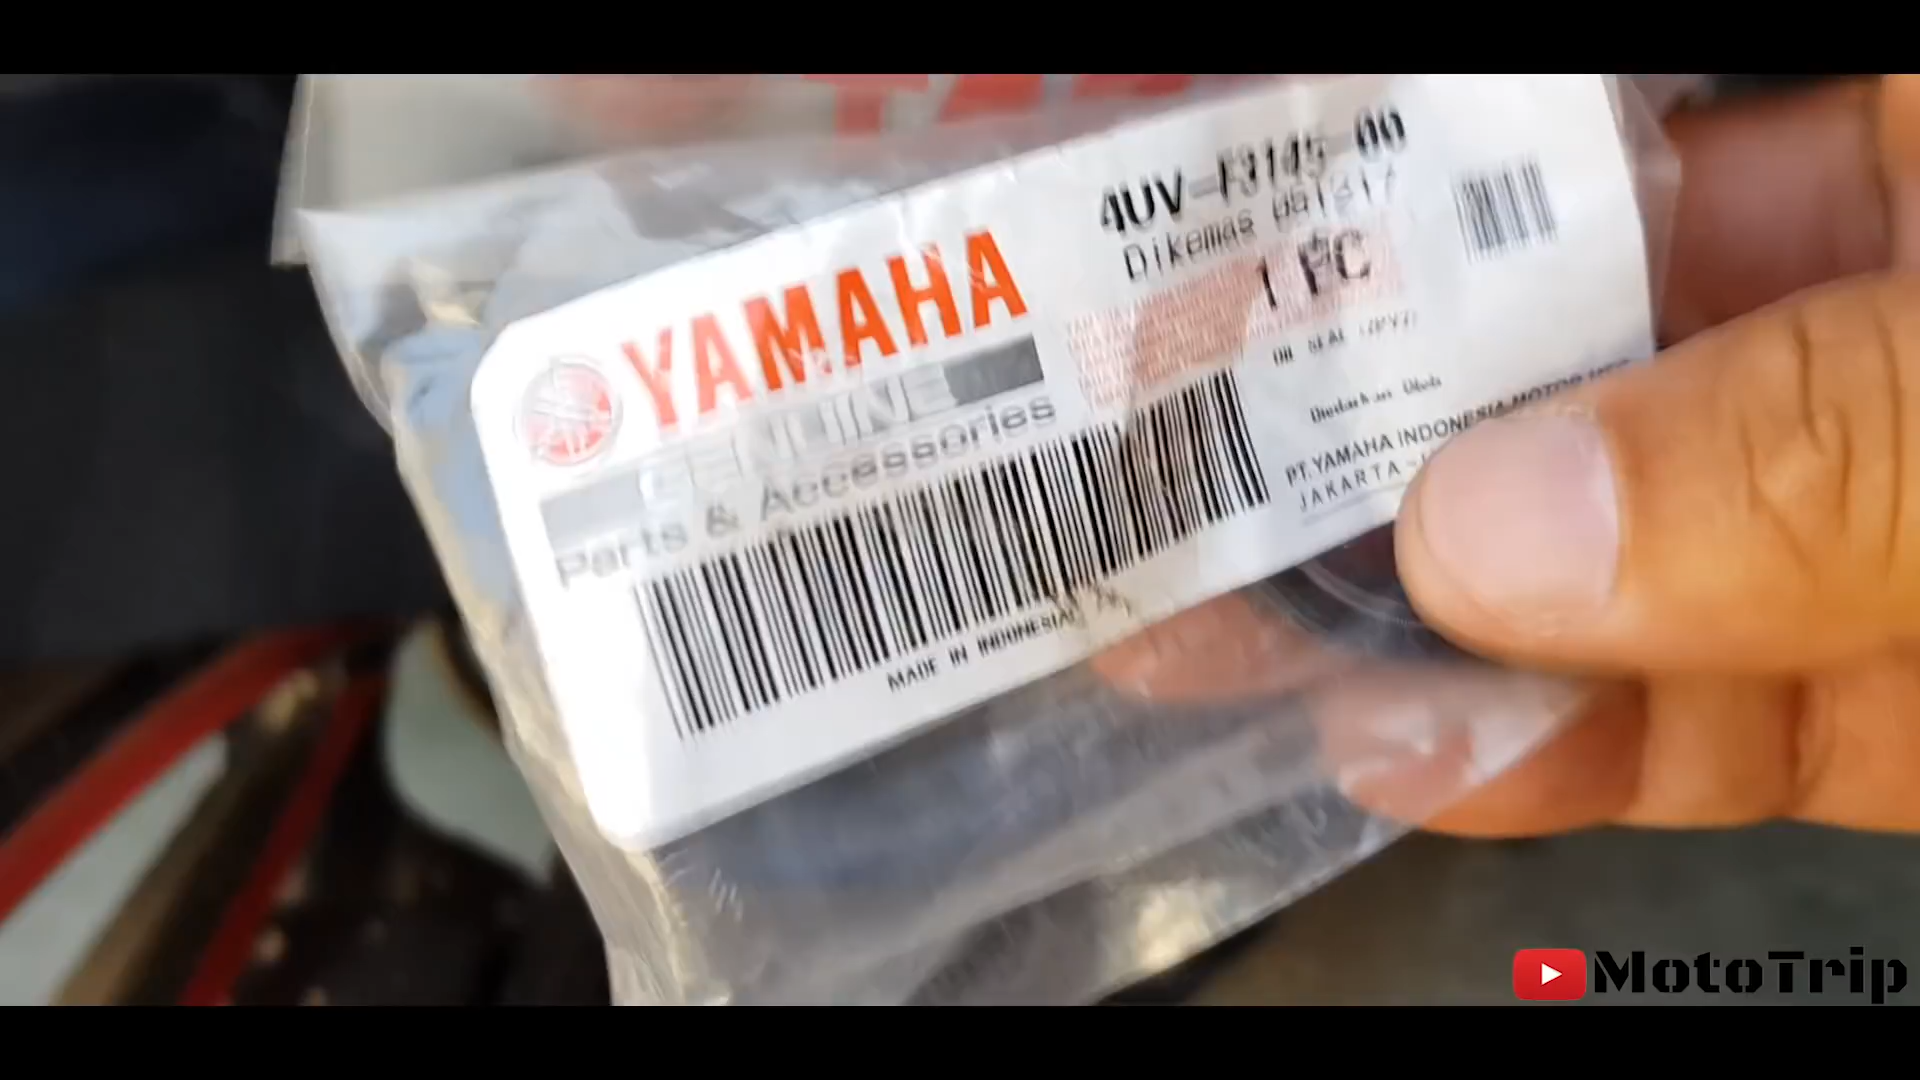 4UV-F3145-00
Dikemas
1 PC
YAMAHA
GENUINE
Parts & Accessories
OIL SEAL
PT.YAMAHA INDONESIA MOTOR
JAKARTA
MADE IN INDONESIA
MotoTrip